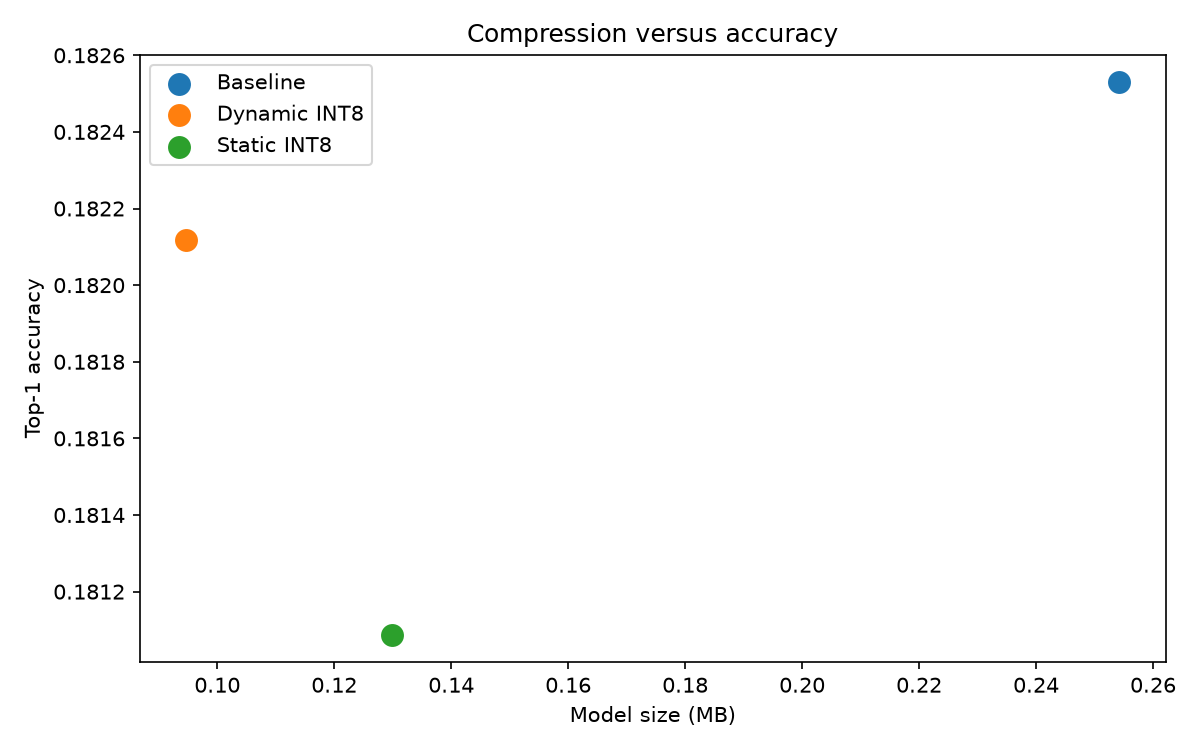 Compression versus accuracy
Baseline
Dynamic INT8
Static INT8
Top-1 accuracy
0.1826
0.1824
0.1822
0.1820
0.1818
0.1816
0.1814
0.1812
0.10 0.12 0.14 0.16 0.18 0.20 0.22 0.24 0.26
Model size (MB)